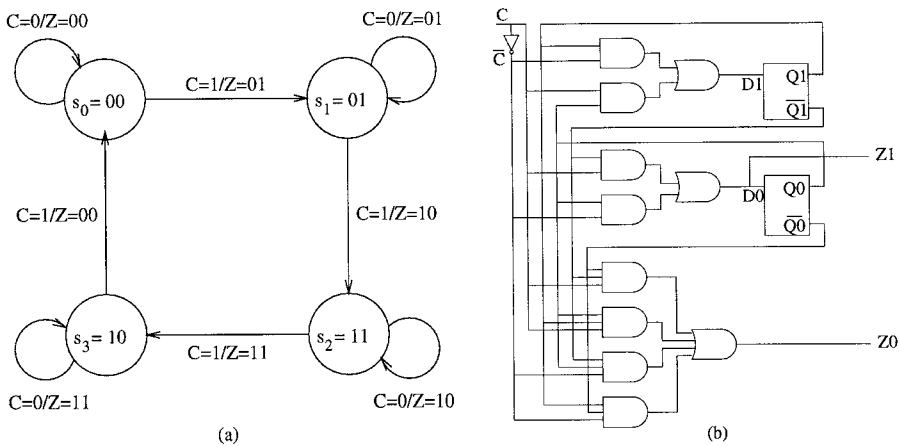 C=0/Z=00
C=0/Z=01
s0= 00
C=1/Z=01
s1= 01
C=1/Z=00
C=1/Z=10
s3= 10
C=1/Z=11
s2= 11
C=0/Z=11
C=0/Z=10
(a)
C
C̅
D1
Q1
Q̅1̅
Z1
D0
Q0
Q̅0̅
Z0
(b)